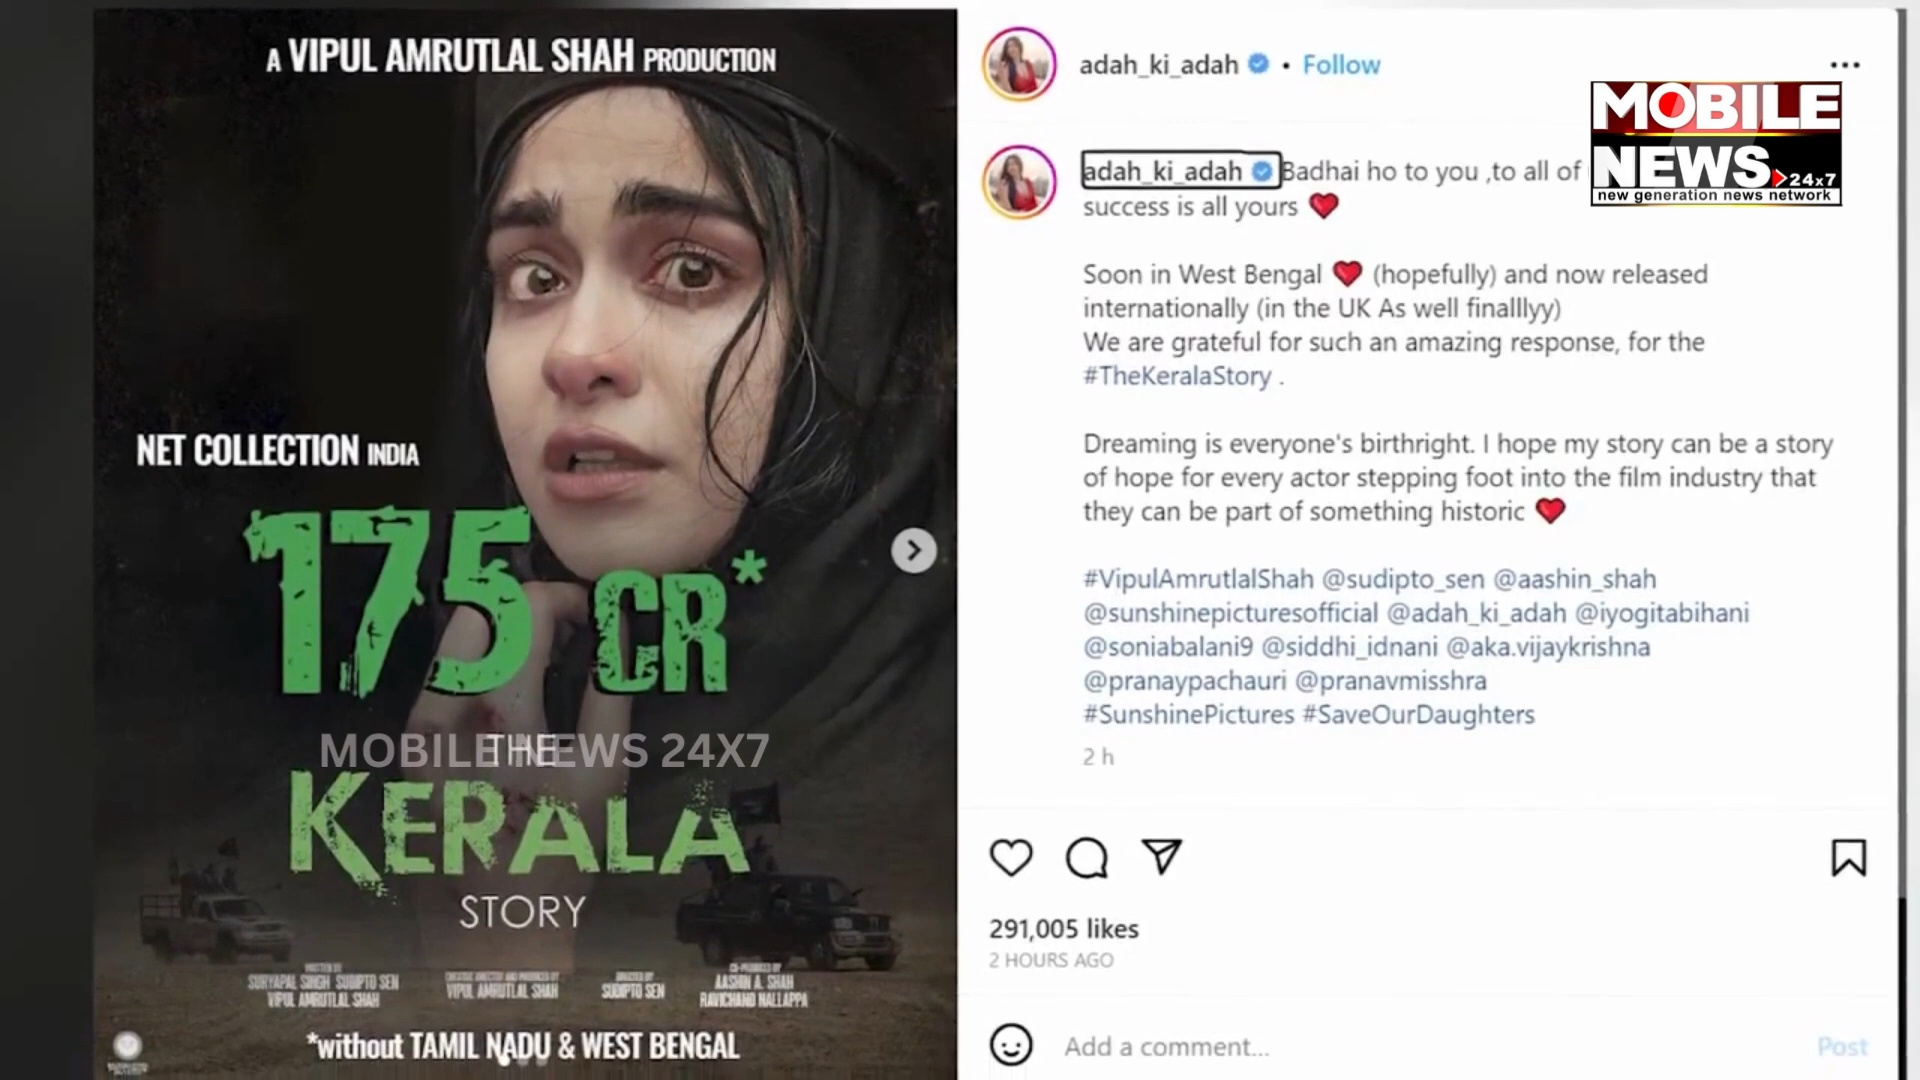 A VIPUL AMRUTLAL SHAH PRODUCTION
NET COLLECTION INDIA
175 CR*
THE
KERALA
STORY
WRITTEN BY
SURYAPAL SINGH SUDIPTO SEN
VIPUL AMRUTLAL SHAH
CREATIVE DIRECTOR AND PRODUCED BY
VIPUL AMRUTLAL SHAH
DIRECTED BY
SUDIPTO SEN
CO-PRODUCED BY
AASHIN A. SHAH
RAVICHAND NALLAPPA
*without TAMIL NADU & WEST BENGAL
MOBILE NEWS 24X7
adah_ki_adah • Follow
MOBILE
NEWS 24x7
new generation news network
adah_ki_adah Badhai ho to you ,to all of
success is all yours ❤️
Soon in West Bengal ❤️ (hopefully) and now released
internationally (in the UK As well finalllyy)
We are grateful for such an amazing response, for the
#TheKeralaStory .
Dreaming is everyone's birthright. I hope my story can be a story
of hope for every actor stepping foot into the film industry that
they can be part of something historic ❤️
#VipulAmrutlalShah @sudipto_sen @aashin_shah
@sunshinepicturesofficial @adah_ki_adah @iyogitabihani
@soniabalani9 @siddhi_idnani @aka.vijaykrishna
@pranaypachauri @pranavmisshra
#SunshinePictures #SaveOurDaughters
2 h
291,005 likes
2 HOURS AGO
Add a comment...
Post